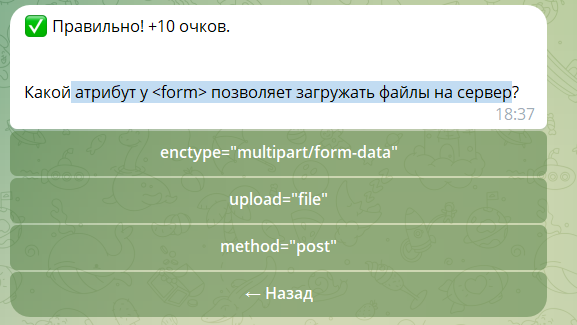 ✅ Правильно! +10 очков.
Какой атрибут у <form> позволяет загружать файлы на сервер?
18:37
enctype="multipart/form-data"
upload="file"
method="post"
← Назад